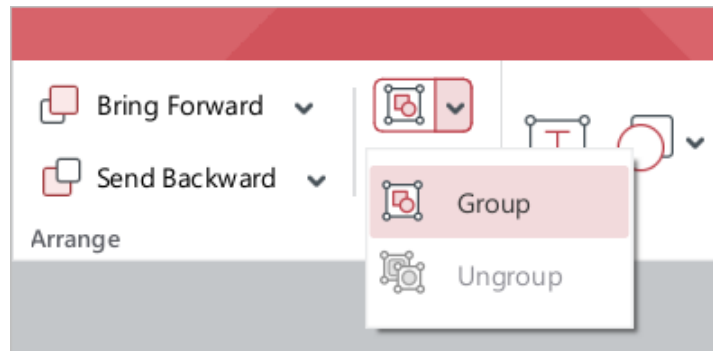 Bring Forward
Send Backward
Arrange
T
Group
Ungroup